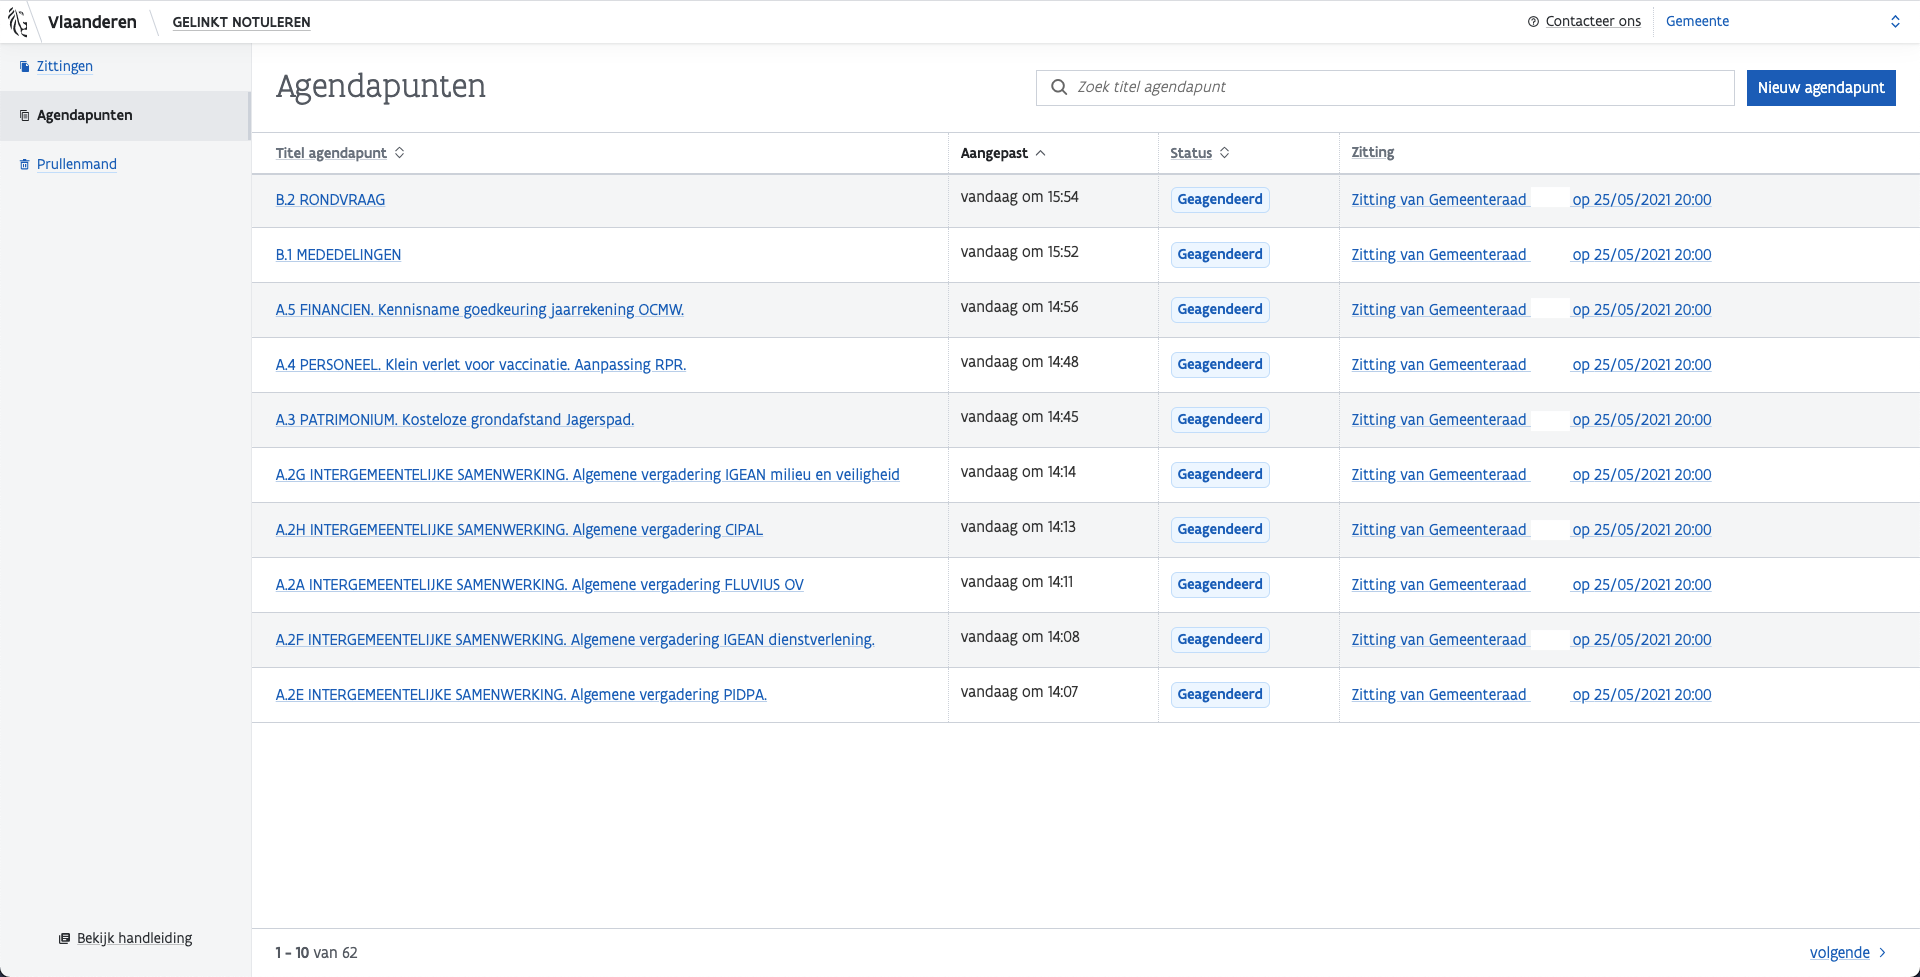 Vlaanderen GELINKT NOTULEREN Contacteer ons Gemeente
Zittingen
Agendapunten
Prullenmand
Bekijk handleiding
Agendapunten Zoek titel agendapunt Nieuw agendapunt
Titel agendapunt Aangepast Status Zitting
B.2 RONDVRAAG vandaag om 15:54 Geagendeerd Zitting van Gemeenteraad op 25/05/2021 20:00
B.1 MEDEDELINGEN vandaag om 15:52 Geagendeerd Zitting van Gemeenteraad op 25/05/2021 20:00
A.5 FINANCIEN. Kennisname goedkeuring jaarrekening OCMW. vandaag om 14:56 Geagendeerd Zitting van Gemeenteraad op 25/05/2021 20:00
A.4 PERSONEEL. Klein verlet voor vaccinatie. Aanpassing RPR. vandaag om 14:48 Geagendeerd Zitting van Gemeenteraad op 25/05/2021 20:00
A.3 PATRIMONIUM. Kosteloze grondafstand Jagerspad. vandaag om 14:45 Geagendeerd Zitting van Gemeenteraad op 25/05/2021 20:00
A.2G INTERGEMEENTELIJKE SAMENWERKING. Algemene vergadering IGEAN milieu en veiligheid vandaag om 14:14 Geagendeerd Zitting van Gemeenteraad op 25/05/2021 20:00
A.2H INTERGEMEENTELIJKE SAMENWERKING. Algemene vergadering CIPAL vandaag om 14:13 Geagendeerd Zitting van Gemeenteraad op 25/05/2021 20:00
A.2A INTERGEMEENTELIJKE SAMENWERKING. Algemene vergadering FLUVIUS OV vandaag om 14:11 Geagendeerd Zitting van Gemeenteraad op 25/05/2021 20:00
A.2F INTERGEMEENTELIJKE SAMENWERKING. Algemene vergadering IGEAN dienstverlening. vandaag om 14:08 Geagendeerd Zitting van Gemeenteraad op 25/05/2021 20:00
A.2E INTERGEMEENTELIJKE SAMENWERKING. Algemene vergadering PIDPA. vandaag om 14:07 Geagendeerd Zitting van Gemeenteraad op 25/05/2021 20:00
1 - 10 van 62 volgende